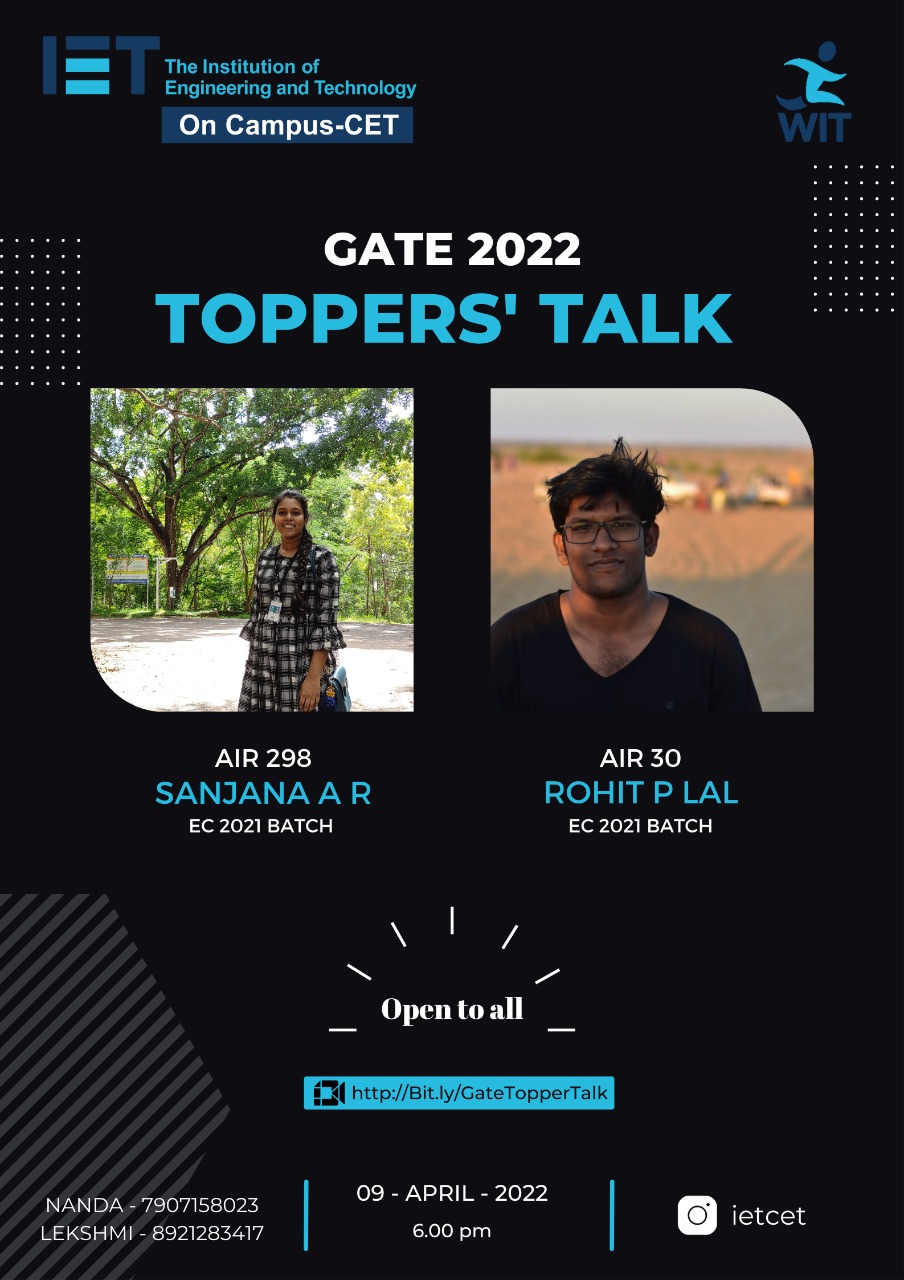 IET
The Institution of
Engineering and Technology
On Campus-CET
WIT
GATE 2022
TOPPERS' TALK
AIR 298
SANJANA A R
EC 2021 BATCH
AIR 30
ROHIT P LAL
EC 2021 BATCH
Open to all
http://Bit.ly/GateTopperTalk
NANDA - 7907158023
LEKSHMI - 8921283417
09 - APRIL - 2022
6.00 pm
ietcet